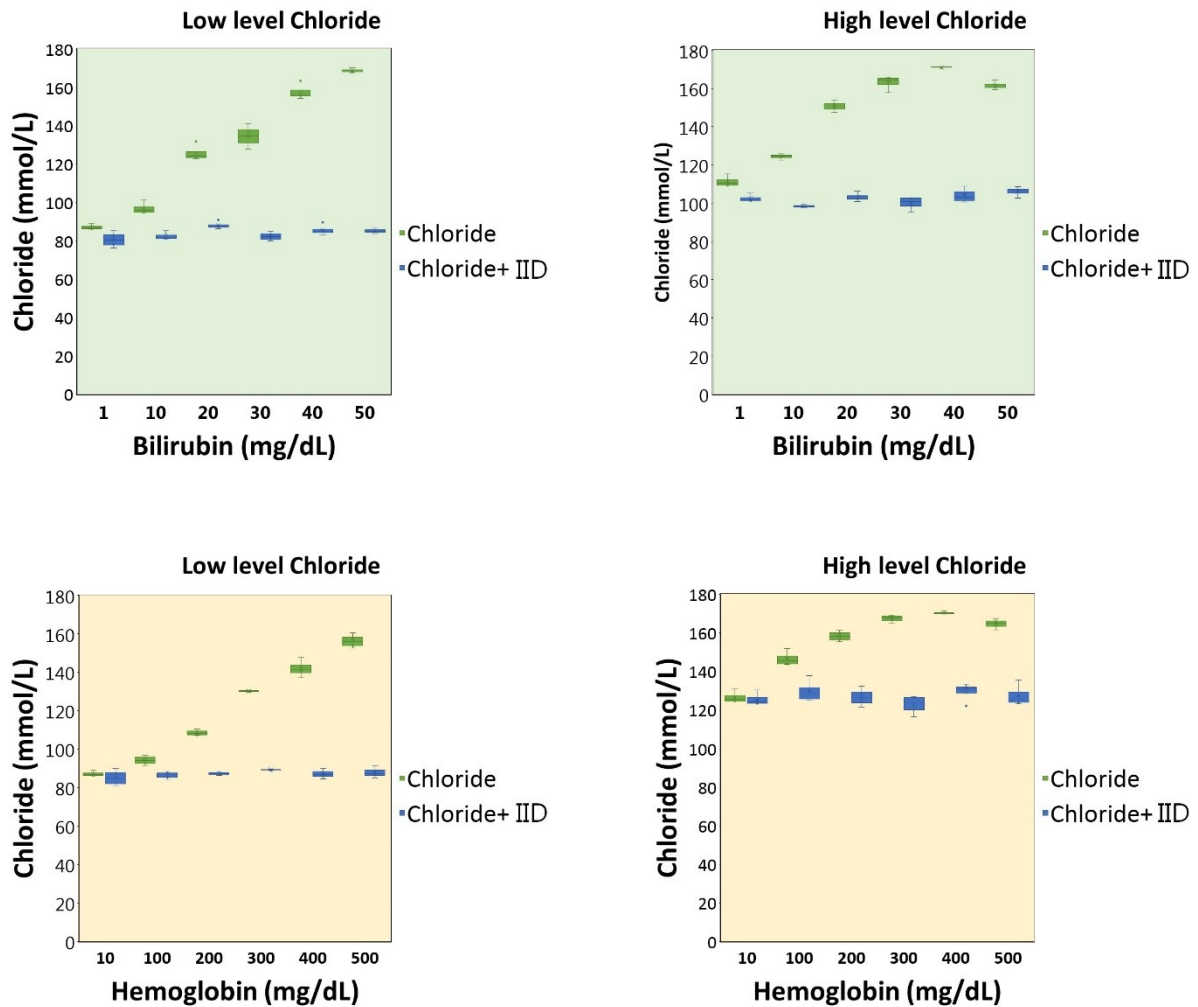 Low level Chloride
180
160
140
120
100
80
60
40
20
0
Chloride (mmol/L)
1 10 20 30 40 50
Bilirubin (mg/dL)
Chloride
Chloride+ IID
High level Chloride
180
160
140
120
100
80
60
40
20
0
Chloride (mmol/L)
1 10 20 30 40 50
Bilirubin (mg/dL)
Chloride
Chloride+ IID
Low level Chloride
180
160
140
120
100
80
60
40
20
0
Chloride (mmol/L)
10 100 200 300 400 500
Hemoglobin (mg/dL)
Chloride
Chloride+ IID
High level Chloride
180
160
140
120
100
80
60
40
20
0
Chloride (mmol/L)
10 100 200 300 400 500
Hemoglobin (mg/dL)
Chloride
Chloride+ IID